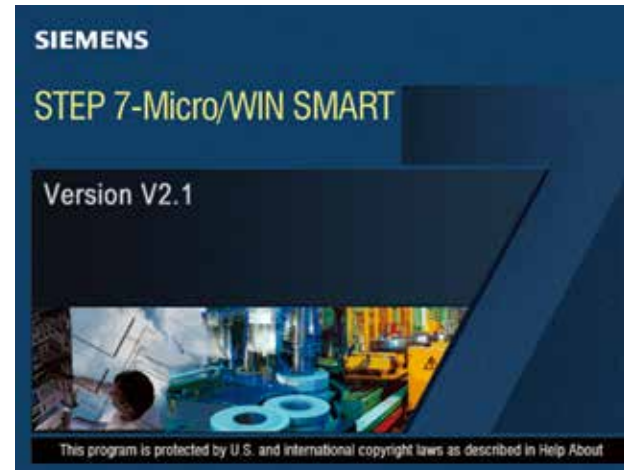 SIEMENS
STEP 7-Micro/WIN SMART
Version V2.1
This program is protected by U.S. and international copyright laws as described in Help About